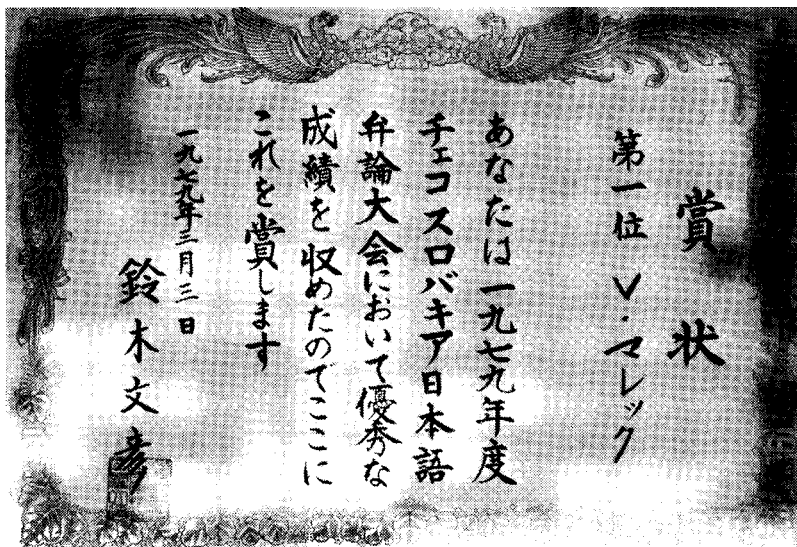 賞状
第一位 V・マレック
あなたは一九七九年度
チェコスロバキア日本語
弁論大会において優秀な
成績を収めたのでここに
これを賞します
一九七九年三月三日
鈴木文彦